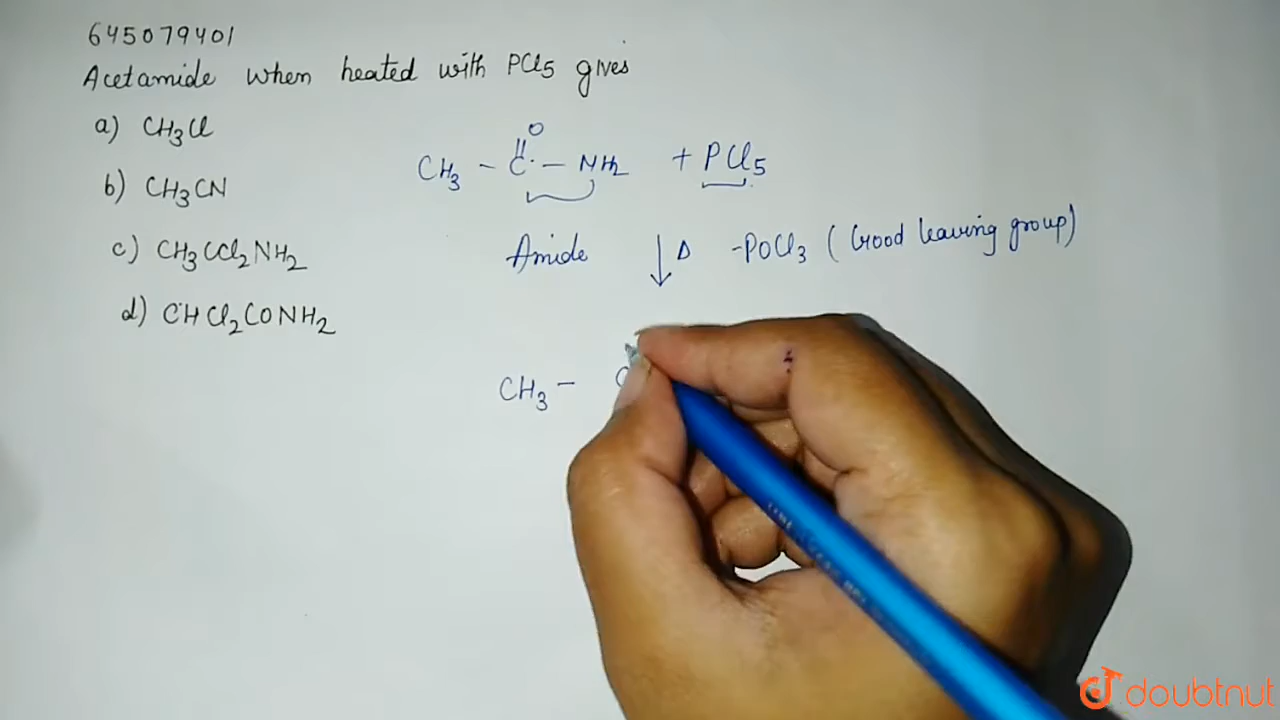 645079401
Acetamide when heated with PCl5 gives
a) CH3Cl
b) CH3CN
c) CH3CCl2NH2
d) CHCl2CONH2
O
CH3 - C - NH2 + PCl5
Amide ↓ Δ -POCl3 (Good leaving group)
CH3 - C
doubtnut